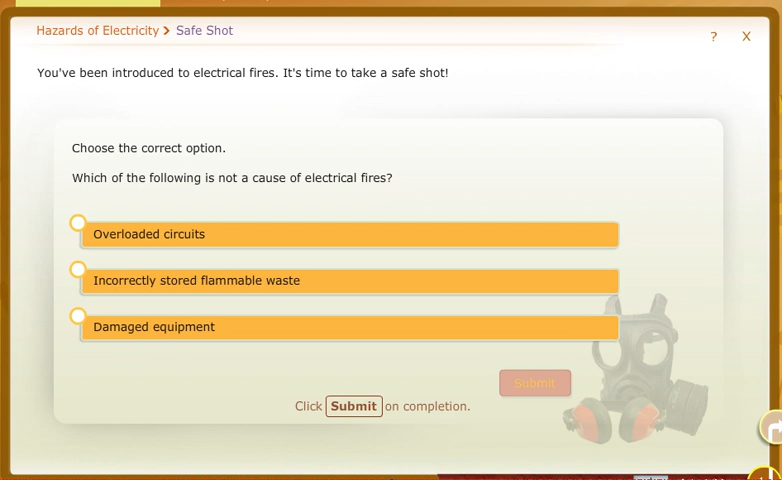 Hazards of Electricity > Safe Shot
? X
You've been introduced to electrical fires. It's time to take a safe shot!
Choose the correct option.
Which of the following is not a cause of electrical fires?
Overloaded circuits
Incorrectly stored flammable waste
Damaged equipment
Submit
Click Submit on completion.